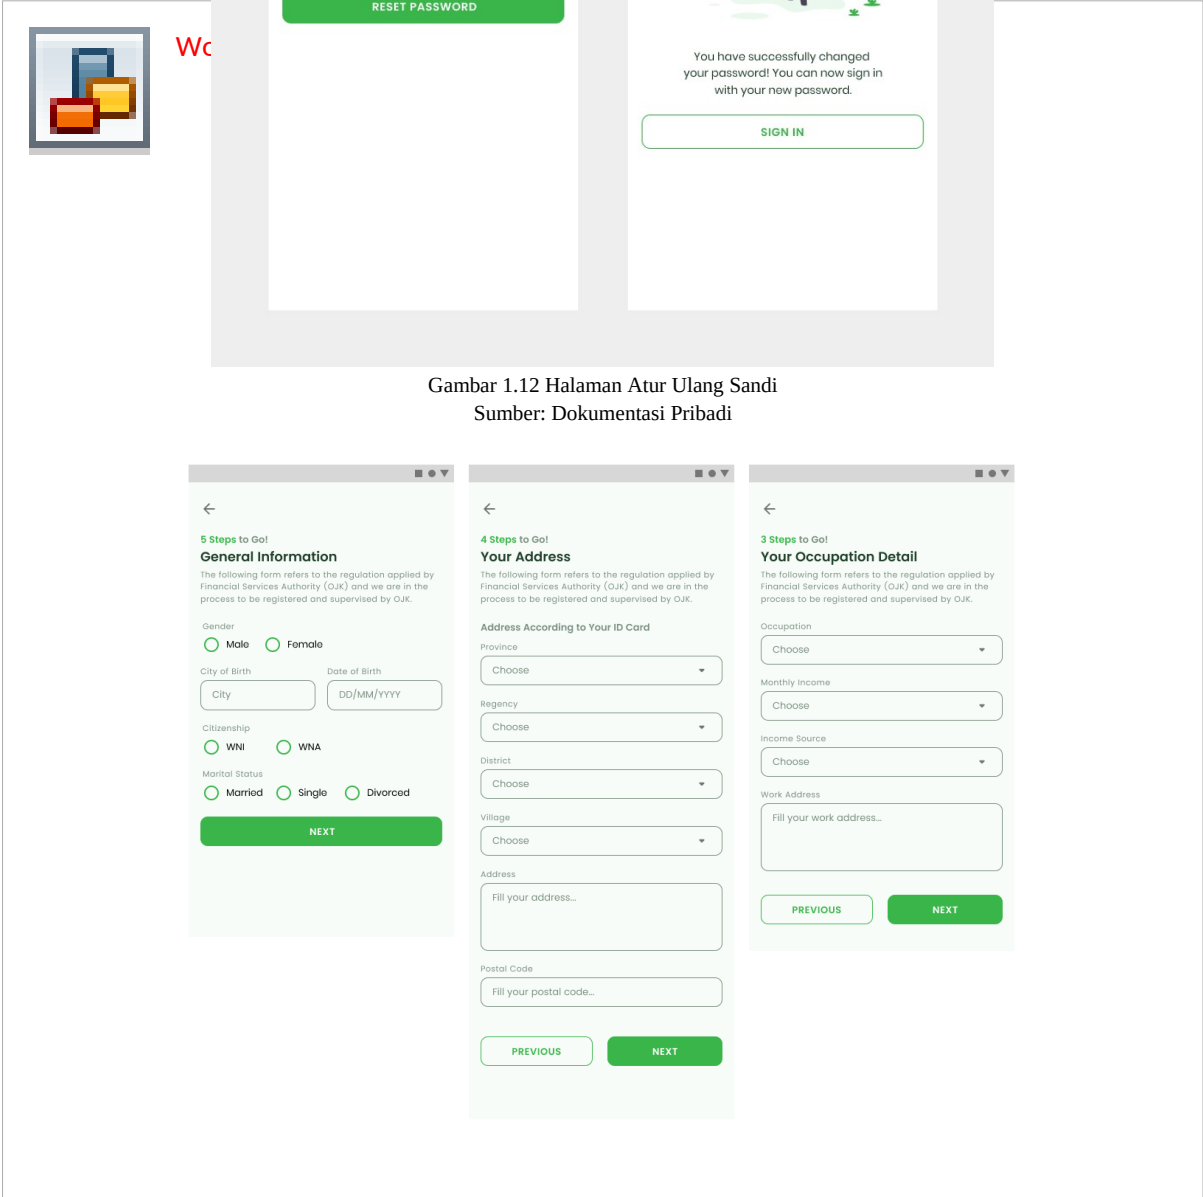 RESET PASSWORD
You have successfully changed
your password! You can now sign in
with your new password.
SIGN IN
Gambar 1.12 Halaman Atur Ulang Sandi
Sumber: Dokumentasi Pribadi
5 Steps to Go!
General Information
The following form refers to the regulation applied by
Financial Services Authority (OJK) and we are in the
process to be registered and supervised by OJK.
Gender
Male Female
City of Birth Date of Birth
City DD/MM/YYYY
Citizenship
WNI WNA
Marital Status
Married Single Divorced
NEXT
4 Steps to Go!
Your Address
The following form refers to the regulation applied by
Financial Services Authority (OJK) and we are in the
process to be registered and supervised by OJK.
Address According to Your ID Card
Province
Choose
Regency
Choose
District
Choose
Village
Choose
Address
Fill your address...
Postal Code
Fill your postal code...
PREVIOUS NEXT
3 Steps to Go!
Your Occupation Detail
The following form refers to the regulation applied by
Financial Services Authority (OJK) and we are in the
process to be registered and supervised by OJK.
Occupation
Choose
Monthly Income
Choose
Income Source
Choose
Work Address
Fill your work address...
PREVIOUS NEXT